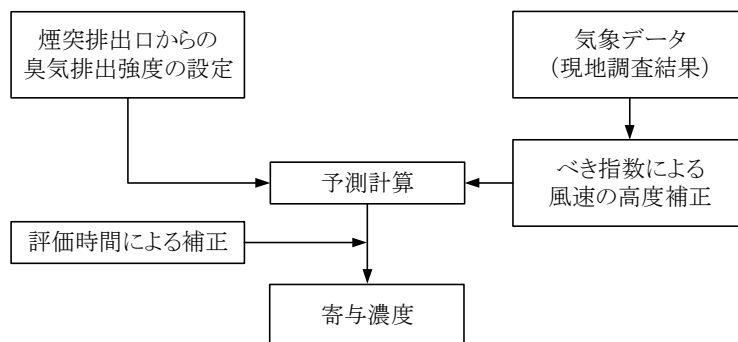 煙突排出口からの
臭気排出強度の設定
気象データ
（現地調査結果）
予測計算
べき指数による
風速の高度補正
評価時間による補正
寄与濃度